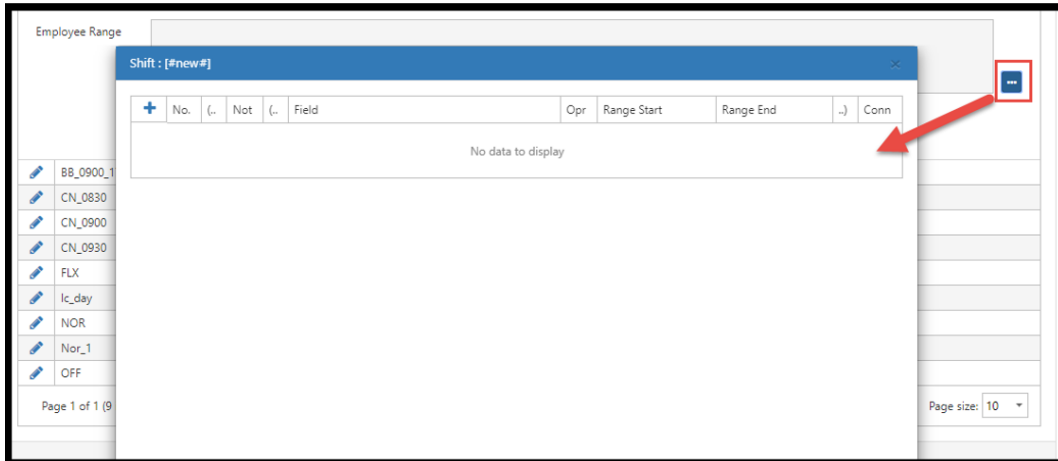 Employee Range
Shift : [#new#]
No. (.. Not (.. Field Opr Range Start Range End ..) Conn
No data to display
BB_0900_1
CN_0830
CN_0900
CN_0930
FLX
lc_day
NOR
Nor_1
OFF
Page 1 of 1 (9 Page size: 10